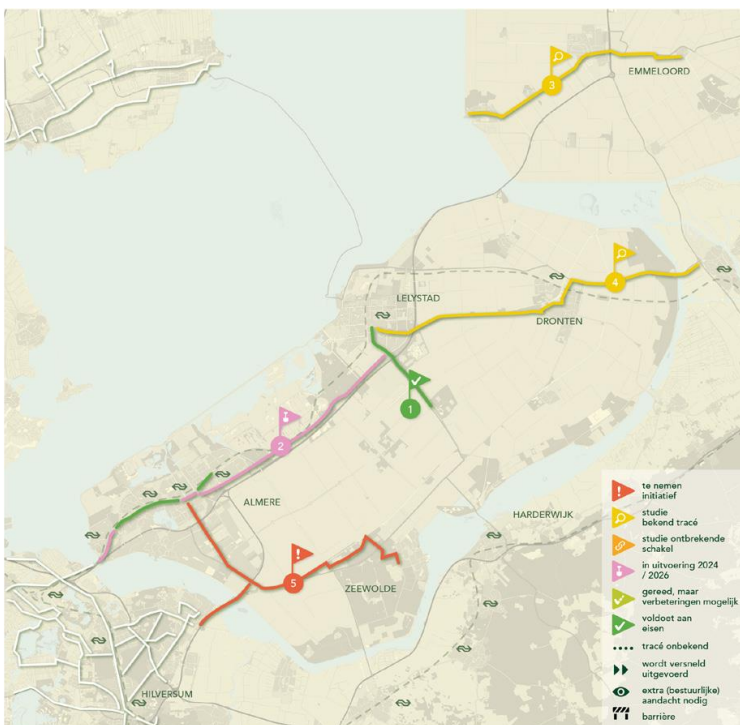 EMMELOORD
3
4
LELYSTAD
DRONTEN
1
2
ALMERE
HARDERWIJK
5
ZEEWOLDE
HILVERSUM
te nemen
initiatief
studie
bekend tracé
studie ontbrekende
schakel
in uitvoering 2024
/ 2026
gereed, maar
verbeteringen mogelijk
voldoet aan
eisen
tracé onbekend
wordt versneld
uitgevoerd
extra (bestuurlijke)
aandacht nodig
barrière